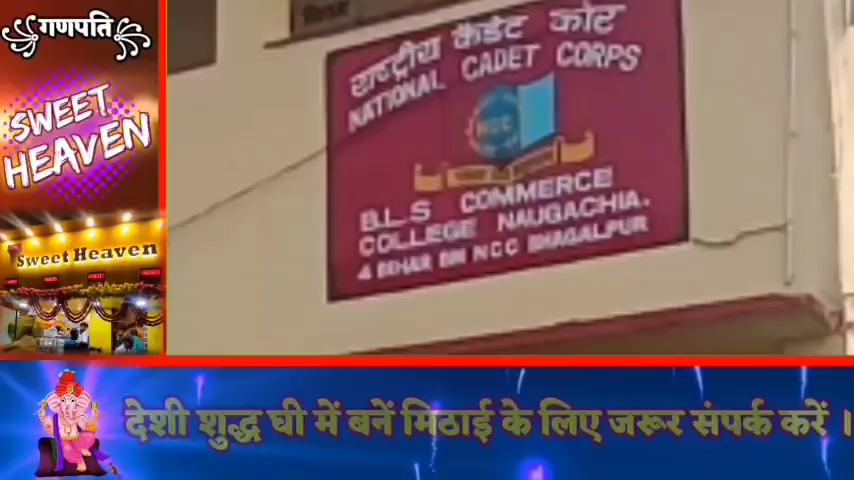 गणपति
SWEET
HEAVEN
Sweet Heaven
राष्ट्रीय कैडेट कोर
NATIONAL CADET CORPS
NCC
B.L.S COMMERCE
COLLEGE NAUGACHIA.
4 BIHAR BN NCC BHAGALPUR
देशी शुद्ध घी में बनें मिठाई के लिए जरूर संपर्क करें ।